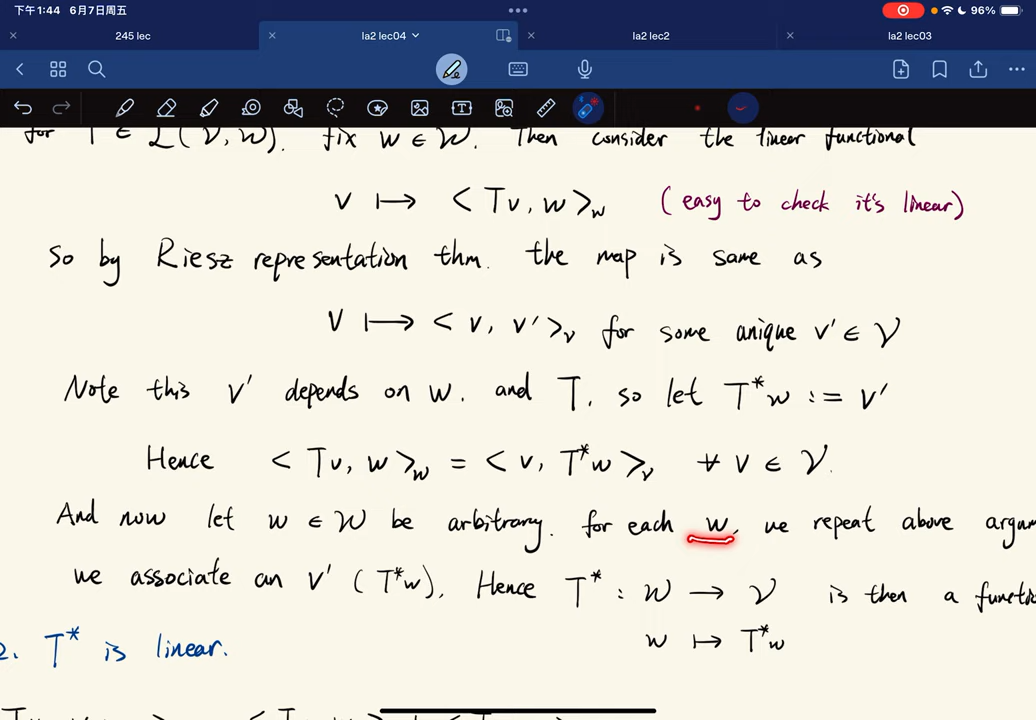 下午1:44 6月7日周五
96%
245 lec
la2 lec04
la2 lec2
la2 lec03
for T ∈ L(V, W). fix w ∈ W. Then consider the linear functional
v ↦ < Tv, w >_W (easy to check it's linear)
So by Riesz representation thm. the map is same as
v ↦ < v, v' >_V for some unique v' ∈ V
Note this v' depends on w. and T. so let T*w := v'
Hence < Tv, w >_W = < v, T*w >_V ∀ v ∈ V.
And now let w ∈ W be arbitrary. for each w, we repeat above
we associate an v' (T*w). Hence T* : W → V is then a
w ↦ T*w
2. T* is linear.